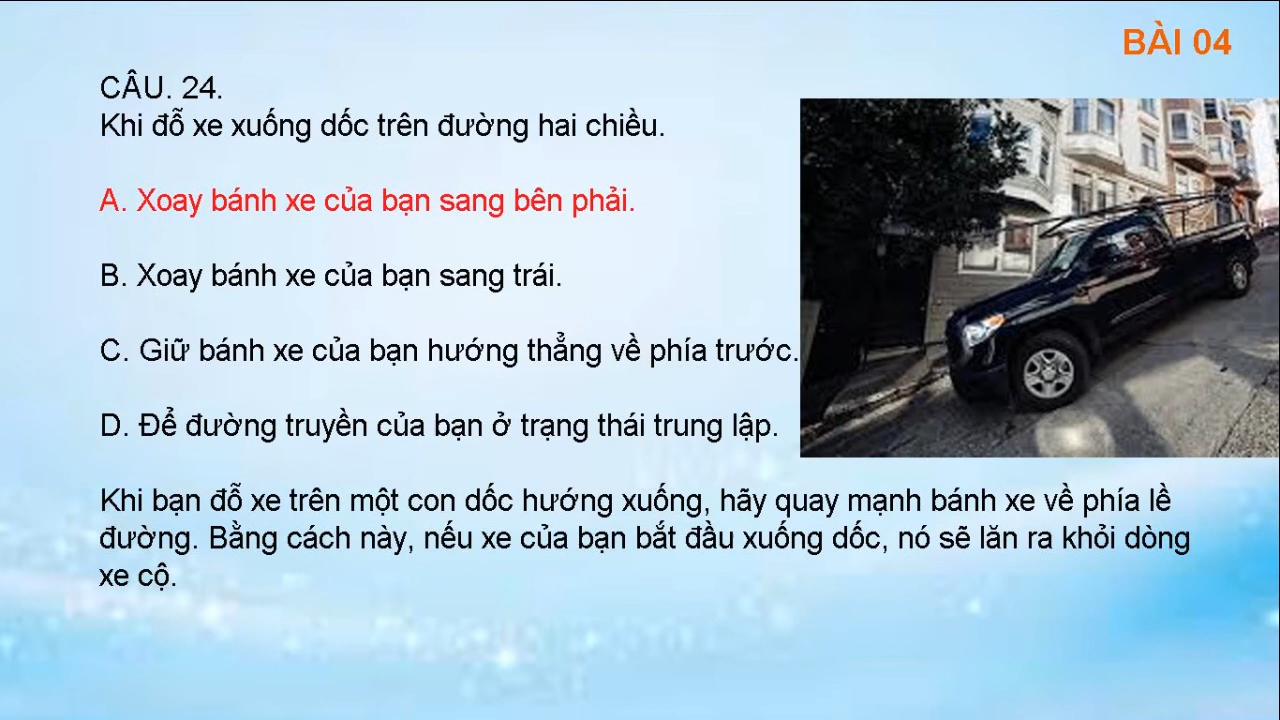 BÀI 04
CÂU. 24.
Khi đỗ xe xuống dốc trên đường hai chiều.
A. Xoay bánh xe của bạn sang bên phải.
B. Xoay bánh xe của bạn sang trái.
C. Giữ bánh xe của bạn hướng thẳng về phía trước.
D. Để đường truyền của bạn ở trạng thái trung lập.
Khi bạn đỗ xe trên một con dốc hướng xuống, hãy quay mạnh bánh xe về phía lề
đường. Bằng cách này, nếu xe của bạn bắt đầu xuống dốc, nó sẽ lăn ra khỏi dòng
xe cộ.